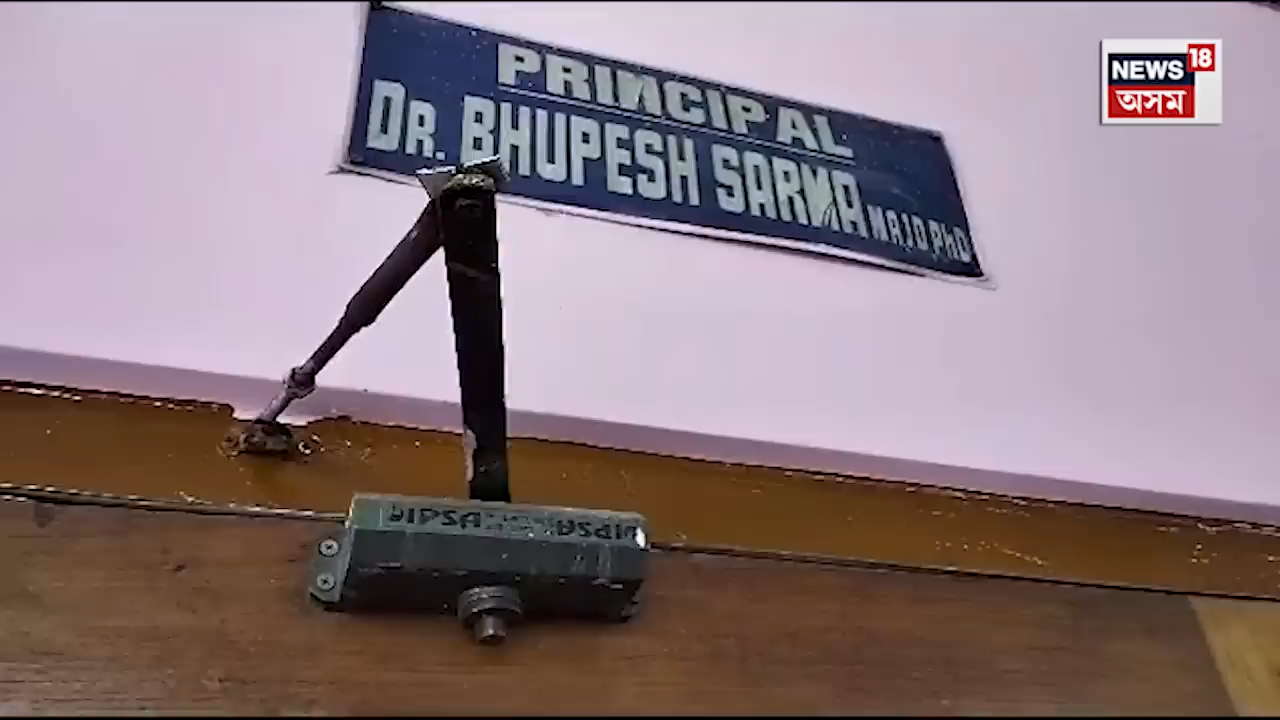 PRINCIPAL
DR. BHUPESH SARMA M.A.,J.D.,PhD
NEWS 18
অসম